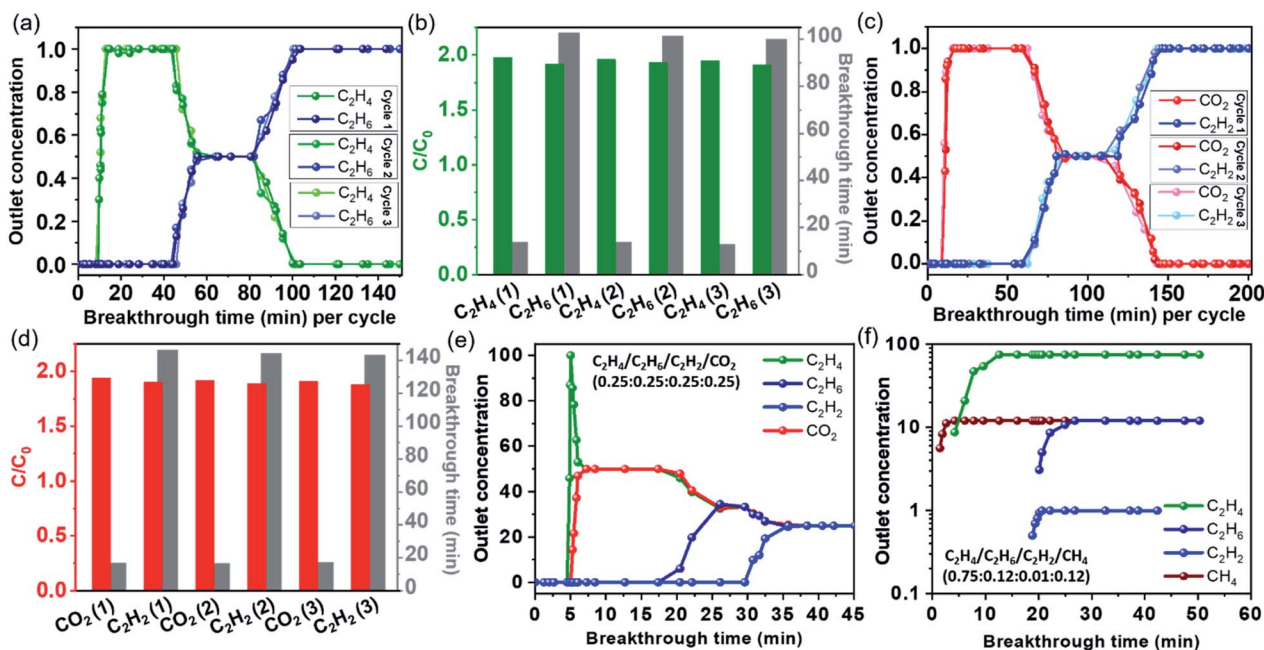 (a)
Outlet concentration
1.0
0.8
0.6
0.4
0.2
0.0
0 20 40 60 80 100 120 140
Breakthrough time (min) per cycle
C₂H₄
C₂H₆
Cycle 1
C₂H₄
C₂H₆
Cycle 2
C₂H₄
C₂H₆
Cycle 3
(b)
C/C₀
2.0
1.5
1.0
0.5
0.0
C₂H₄ (1) C₂H₆ (1) C₂H₄ (2) C₂H₆ (2) C₂H₄ (3) C₂H₆ (3)
100
80
60
40
20
0
Breakthrough time (min)
(c)
Outlet concentration
1.0
0.8
0.6
0.4
0.2
0.0
0 50 100 150 200
Breakthrough time (min) per cycle
CO₂
C₂H₂
Cycle 1
CO₂
C₂H₂
Cycle 2
CO₂
C₂H₂
Cycle 3
(d)
C/C₀
2.0
1.5
1.0
0.5
0.0
CO₂ (1) C₂H₂ (1) CO₂ (2) C₂H₂ (2) CO₂ (3) C₂H₂ (3)
140
120
100
80
60
40
20
0
Breakthrough time (min)
(e)
Outlet concentration
100
80
60
40
20
0
0 5 10 15 20 25 30 35 40 45
Breakthrough time (min)
C₂H₄/C₂H₆/C₂H₂/CO₂
(0.25:0.25:0.25:0.25)
C₂H₄
C₂H₆
C₂H₂
CO₂
(f)
Outlet concentration
100
10
1
0.1
0 10 20 30 40 50 60
Breakthrough time (min)
C₂H₄/C₂H₆/C₂H₂/CH₄
(0.75:0.12:0.01:0.12)
C₂H₄
C₂H₆
C₂H₂
CH₄